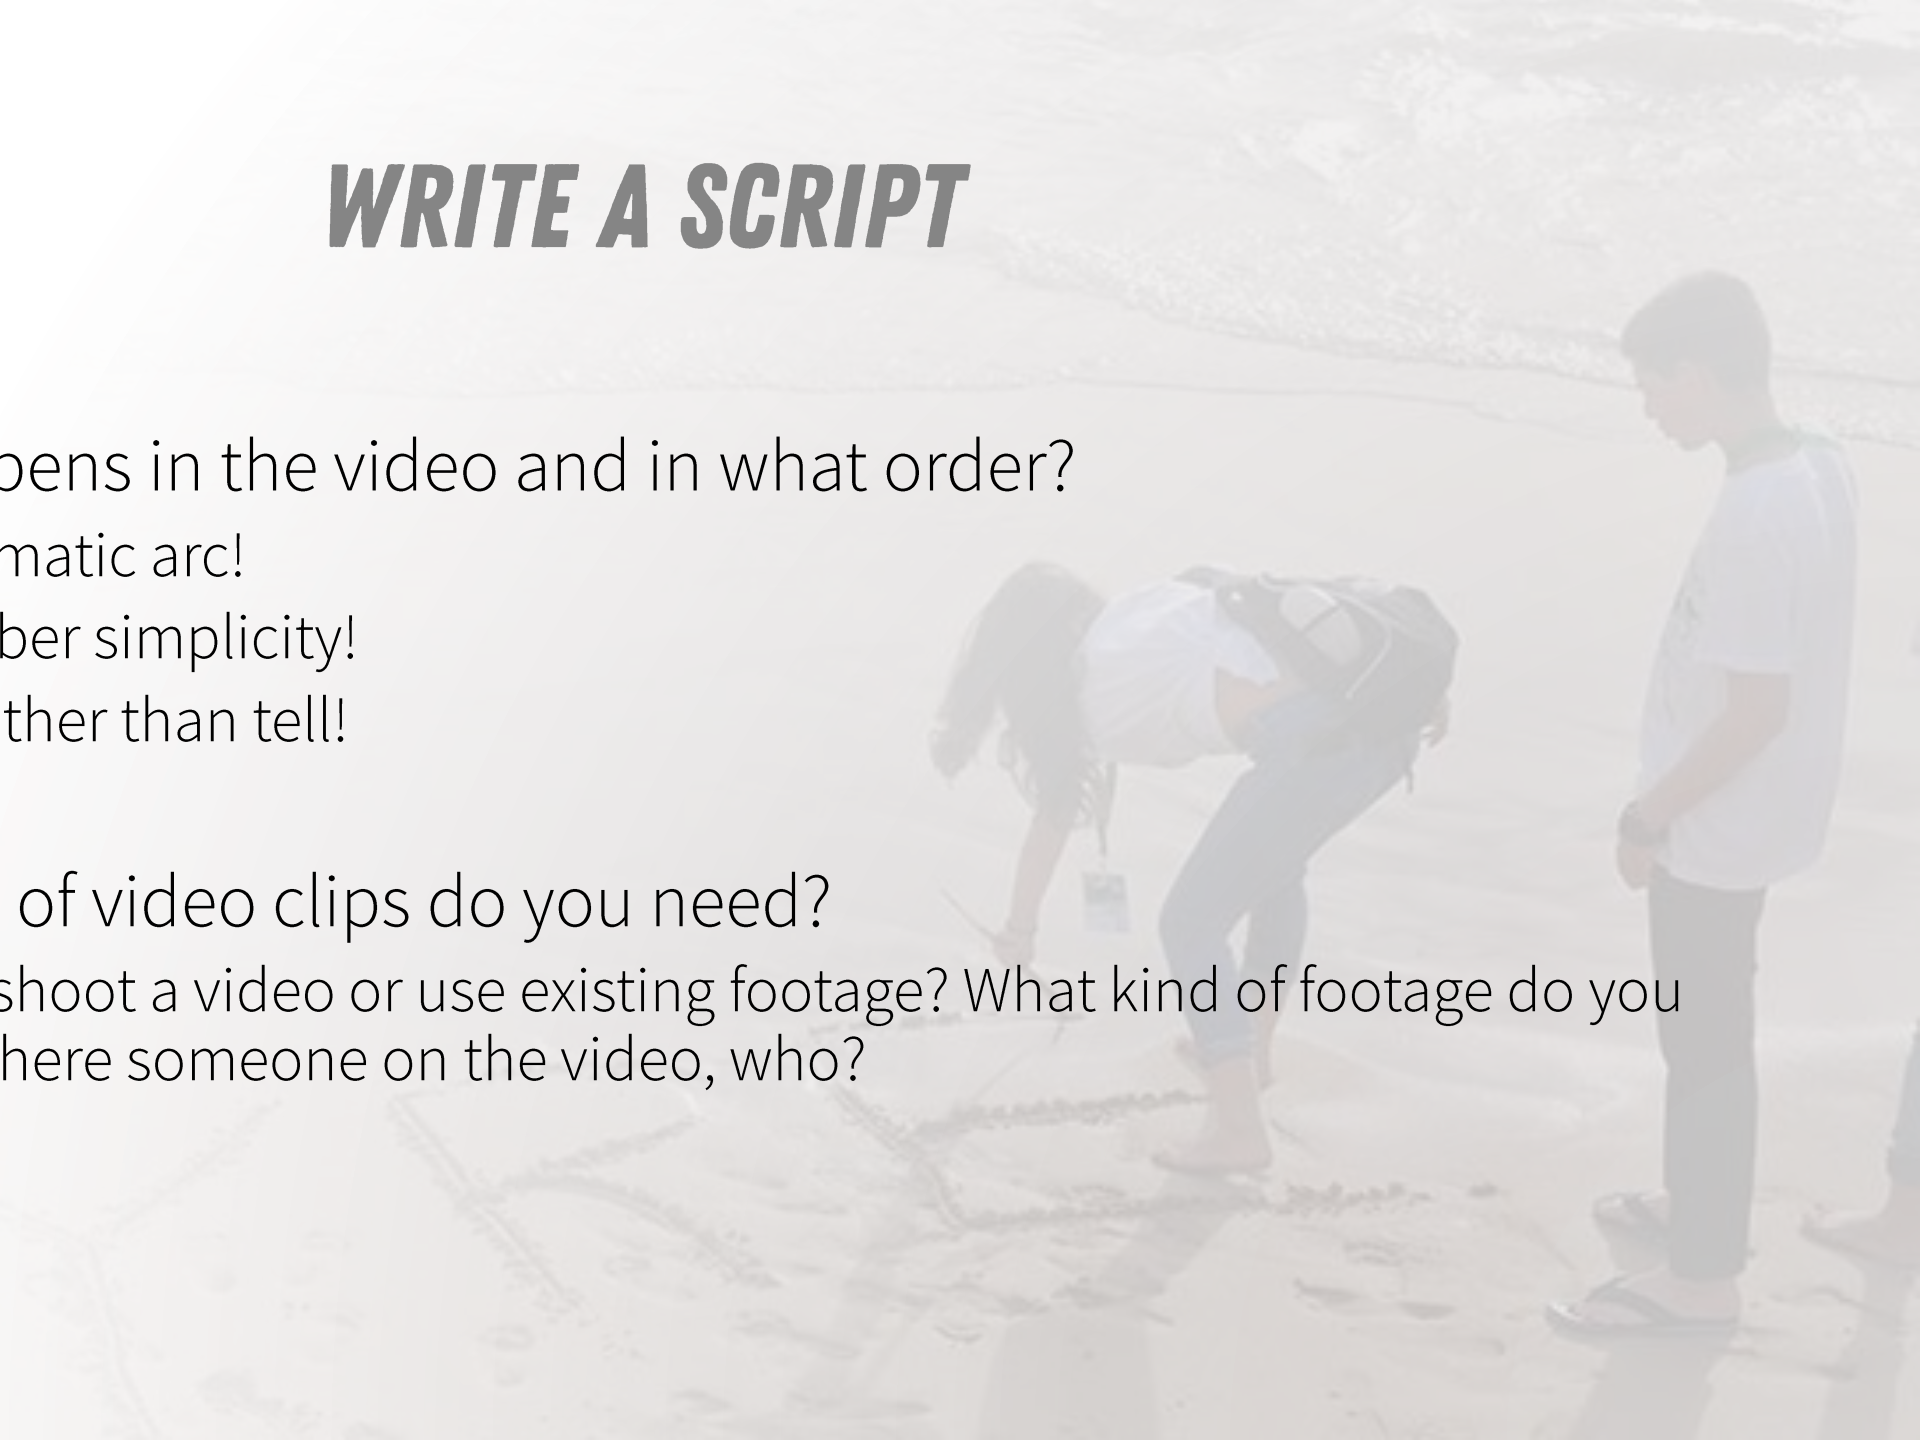 WRITE A SCRIPT
pens in the video and in what order?
matic arc!
ber simplicity!
ther than tell!
of video clips do you need?
shoot a video or use existing footage? What kind of footage do you
here someone on the video, who?